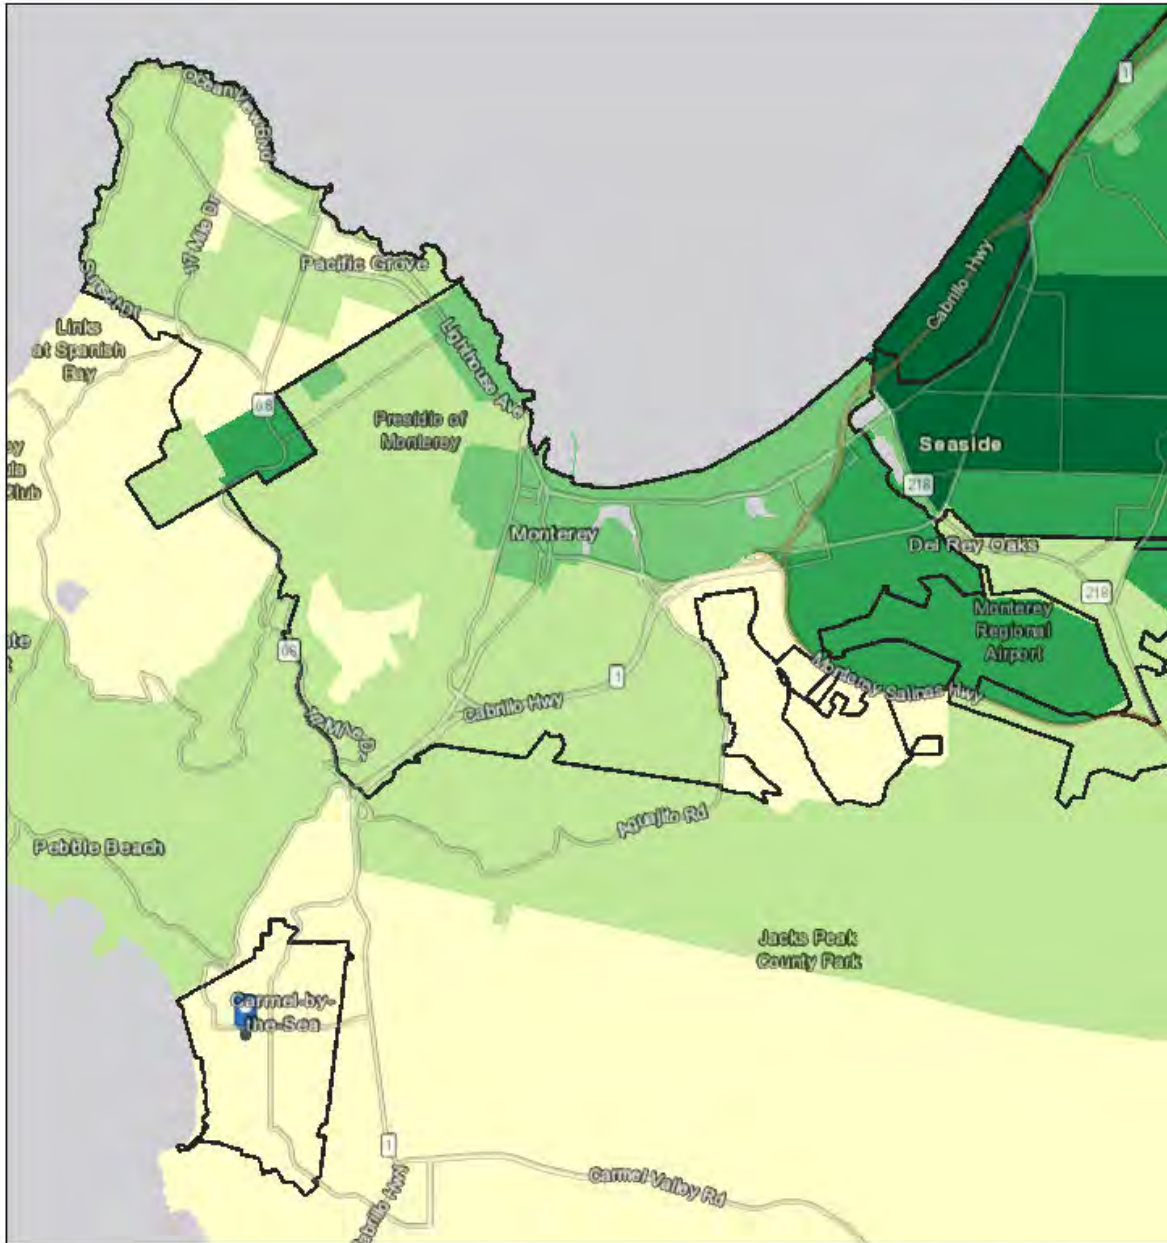 1
Ocean View Blvd
17 Mile Dr
Pacific Grove
Sunset Dr
Links
at Spanish
Bay
Cabrillo Hwy
Lighthouse Ave
68
Presidio of
Monterey
Seaside
Club
218
Monterey
Del Rey Oaks
218
Monterey
Regional
Airport
68
Monterey Salinas Hwy
1
Cabrillo Hwy
17 Mile Dr
Aguajito Rd
Pebble Beach
Jacks Peak
County Park
Carmel-by-
the-Sea
1
Carmel Valley Rd
Cabrillo Hwy